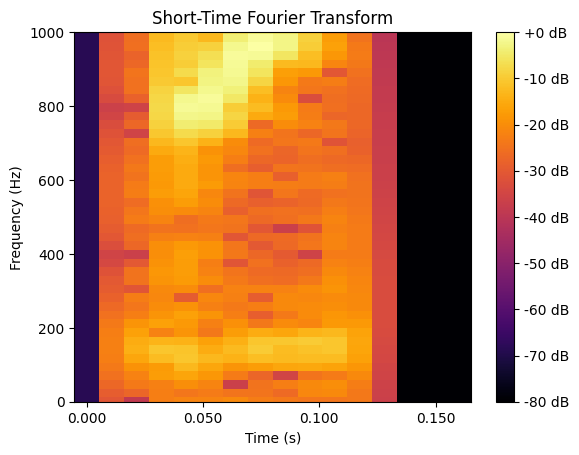 Short-Time Fourier Transform
1000
800
600
400
200
0
Frequency (Hz)
0.000
0.050
0.100
0.150
Time (s)
+0 dB
-10 dB
-20 dB
-30 dB
-40 dB
-50 dB
-60 dB
-70 dB
-80 dB